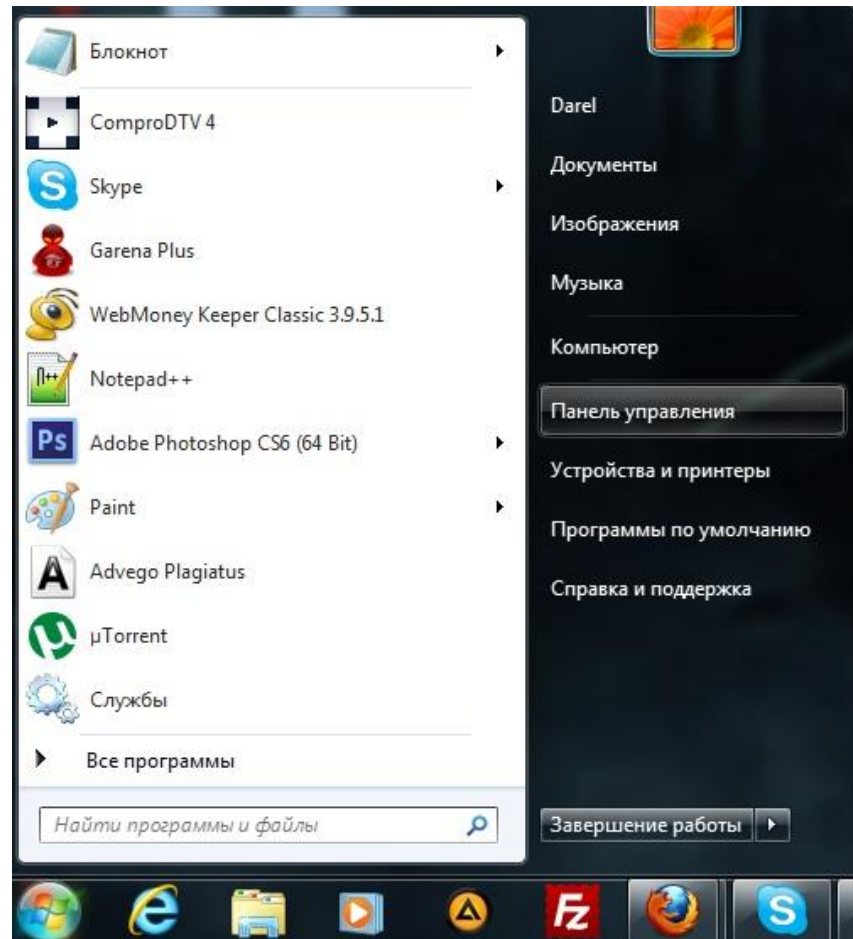 Блокнот
ComproDTV 4
Skype
Garena Plus
WebMoney Keeper Classic 3.9.5.1
Notepad++
Ps
Adobe Photoshop CS6 (64 Bit)
Paint
Advego Plagiatus
µTorrent
Службы
Все программы
Найти программы и файлы
Darel
Документы
Изображения
Музыка
Компьютер
Панель управления
Устройства и принтеры
Программы по умолчанию
Справка и поддержка
Завершение работы